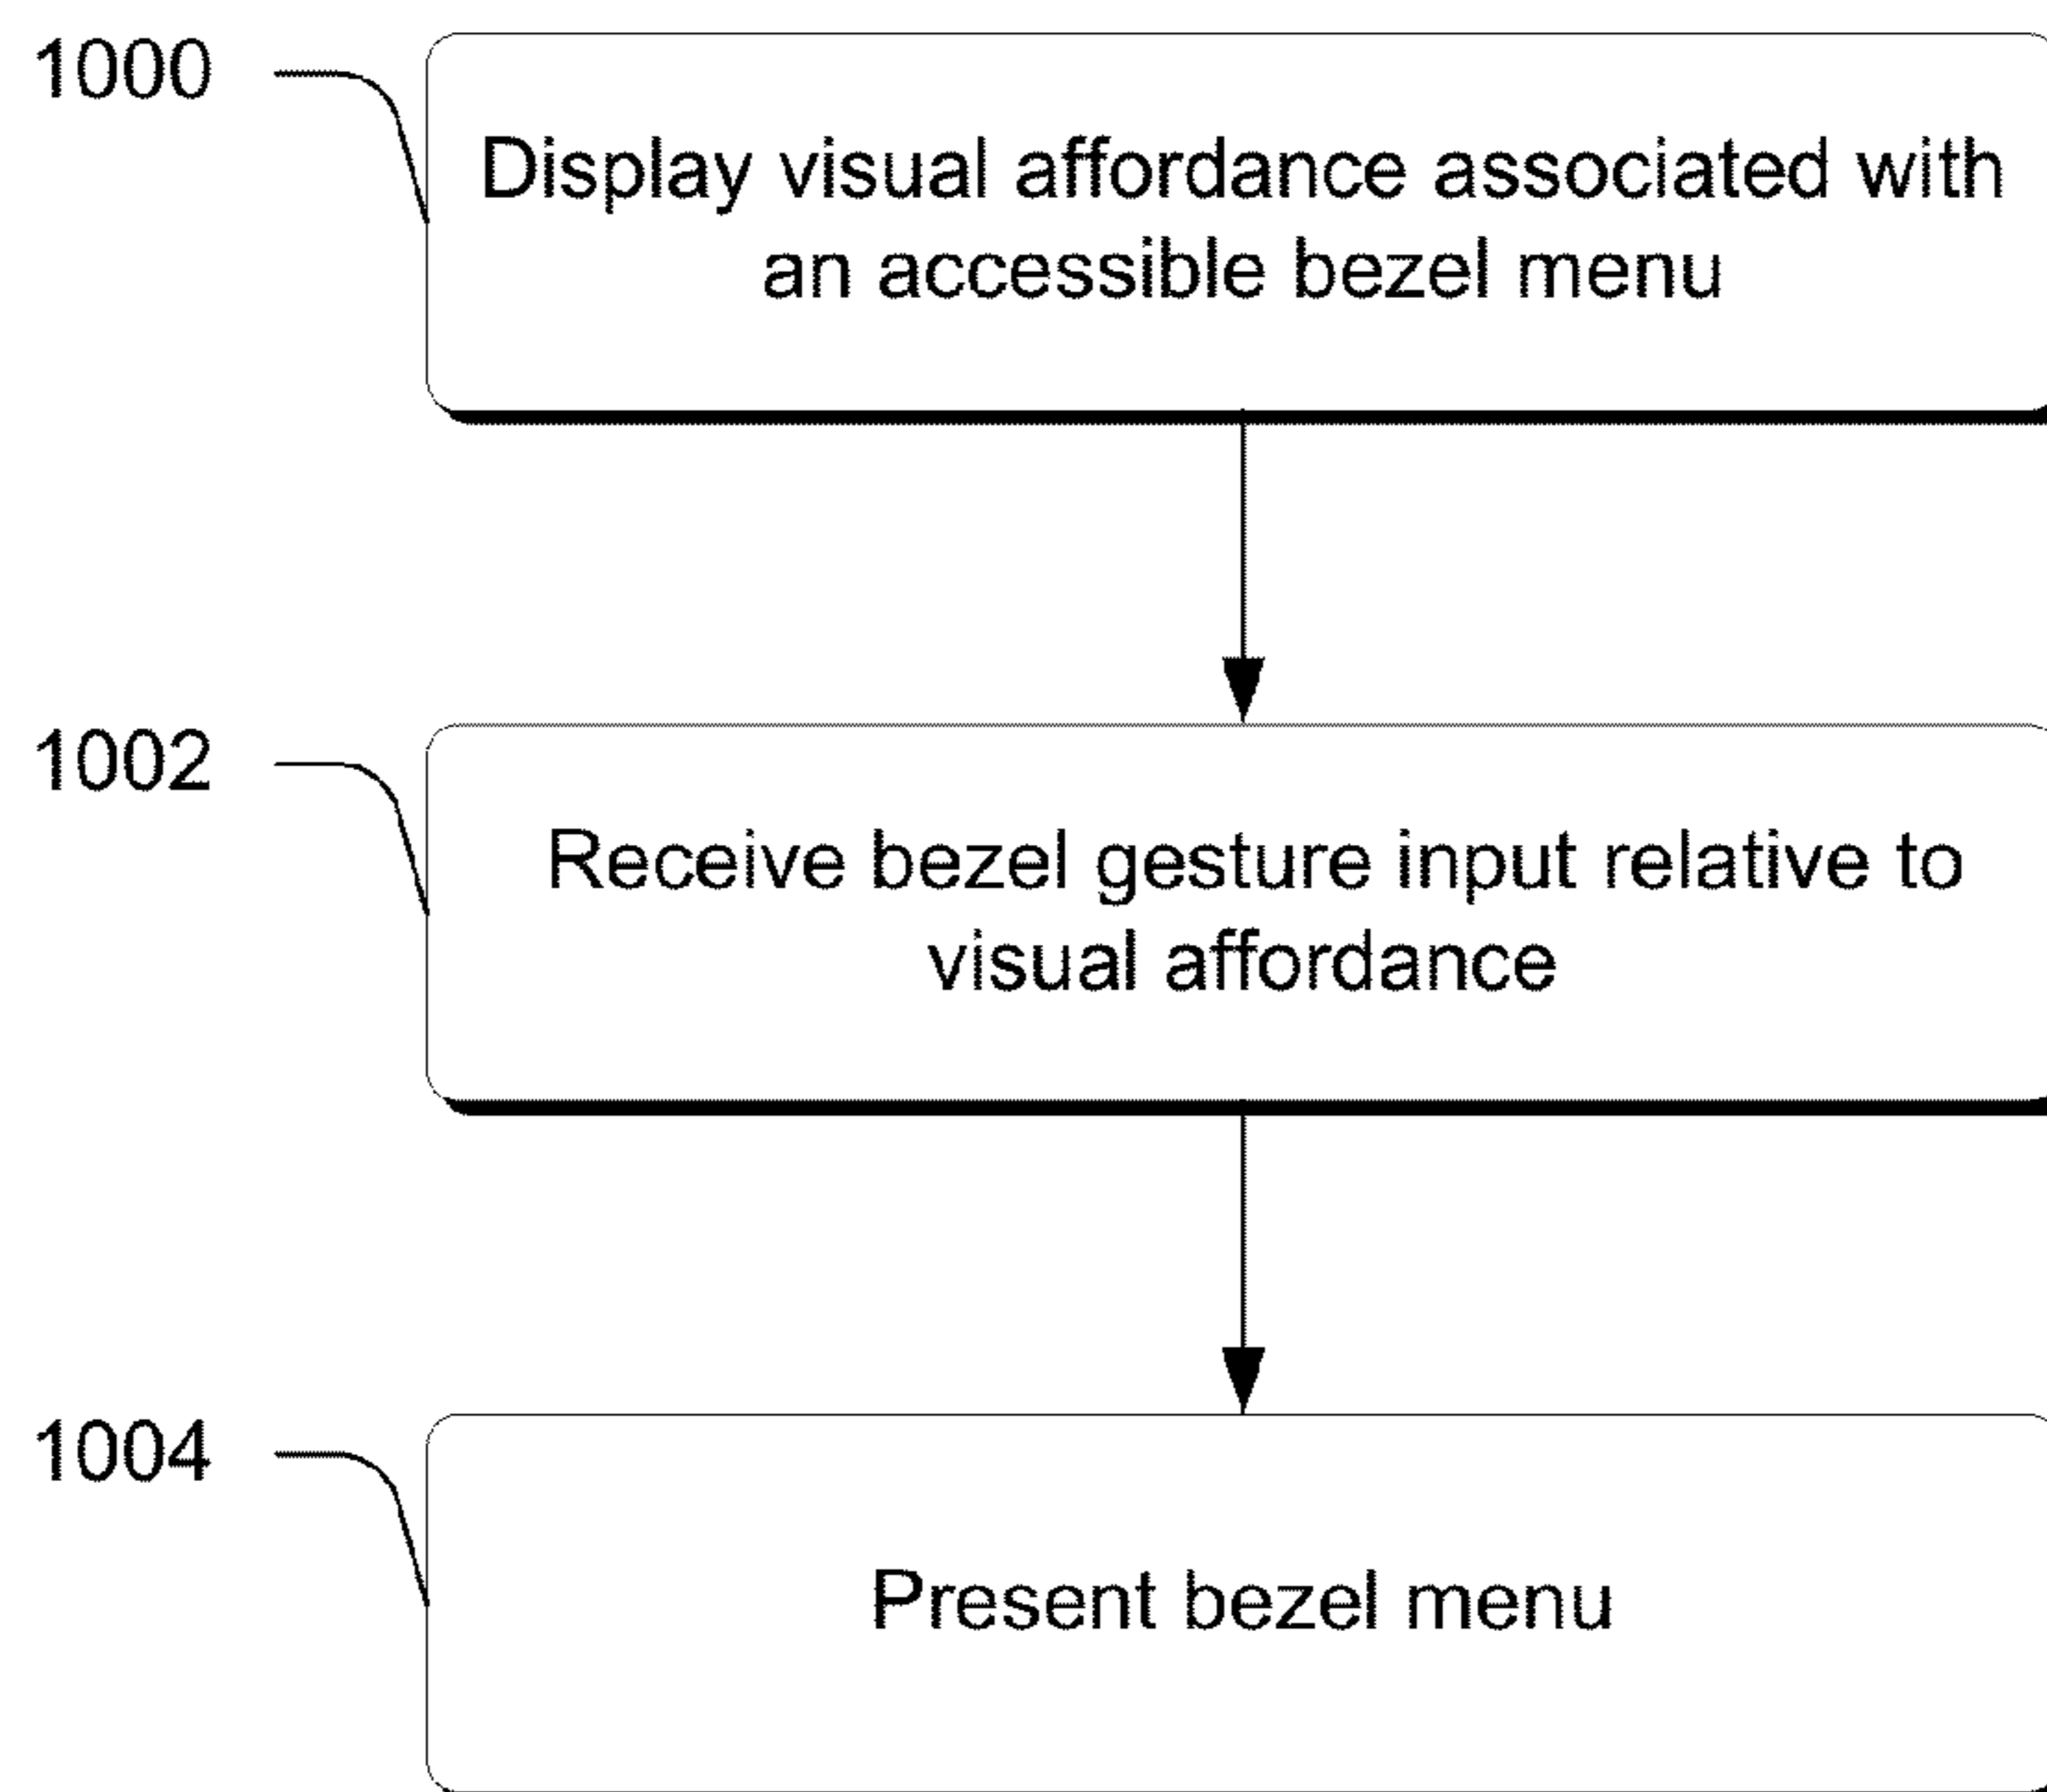 1000
Display visual affordance associated with
an accessible bezel menu
1002
Receive bezel gesture input relative to
visual affordance
1004
Present bezel menu